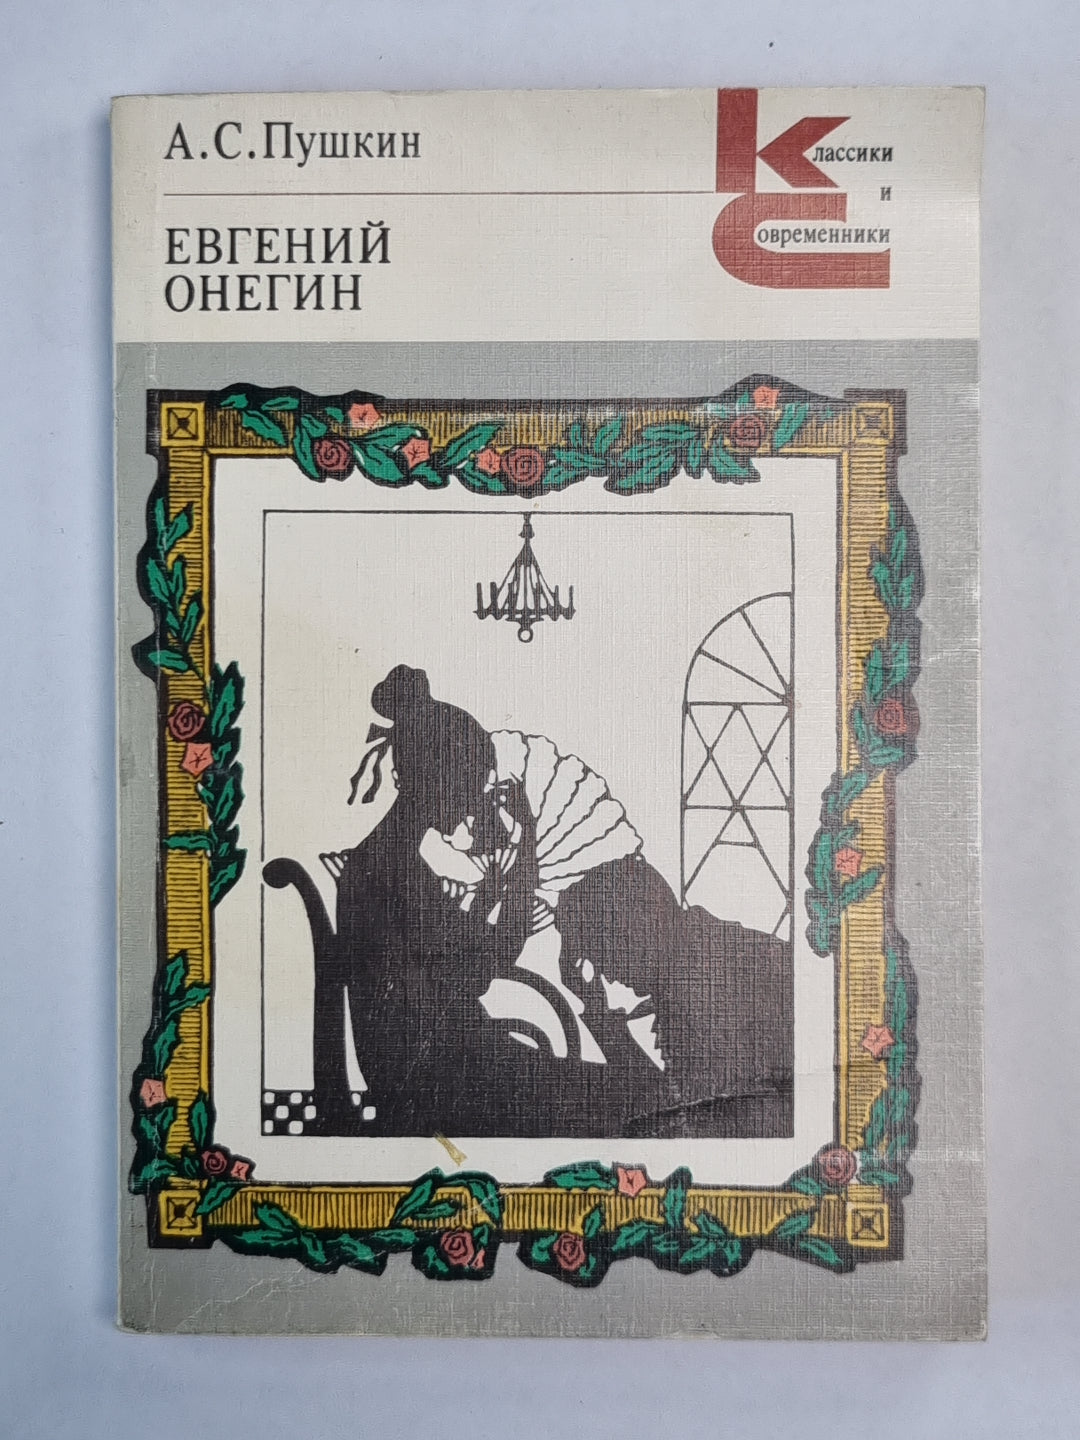 А.С.Пушкин
ЕВГЕНИЙ
ОНЕГИН
Классики
и
Современники